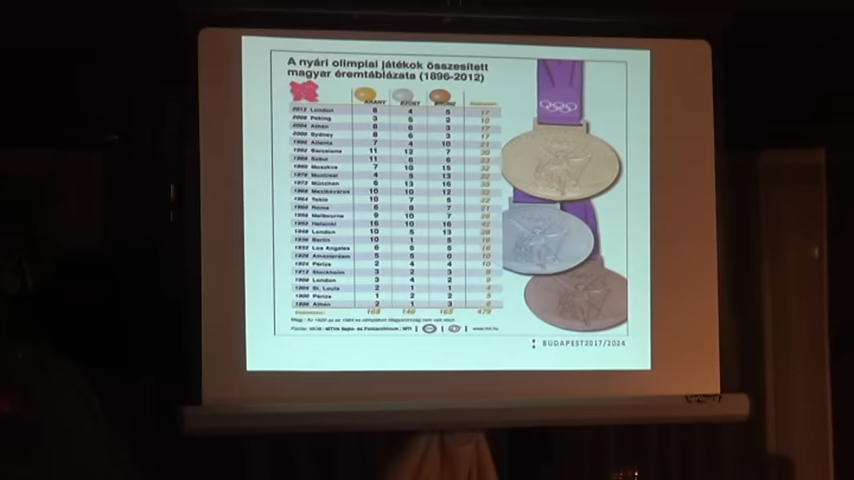 A nyári olimpiai játékok összesített
magyar éremtáblázata (1896-2012)
ARANY EZÜST BRONZ
2012 London 8 4 5 17
2008 Peking 3 5 2 10
2004 Athén 8 6 3 17
2000 Sydney 8 6 3 17
1996 Atlanta 7 4 10 21
1992 Barcelona 11 12 7 30
1988 Szöul 11 6 6 23
1980 Moszkva 7 10 15 32
1976 Montreal 4 5 13 22
1972 München 6 13 16 35
1968 Mexikóváros 10 10 12 32
1964 Tokió 10 7 5 22
1960 Róma 6 8 7 21
1956 Melbourne 9 10 7 26
1952 Helsinki 16 10 16 42
1948 London 10 5 13 28
1936 Berlin 10 1 5 16
1932 Los Angeles 6 5 5 16
1928 Amszterdam 5 5 0 10
1924 Párizs 2 4 4 10
1912 Stockholm 3 2 3 8
1908 London 3 4 2 9
1904 St. Louis 2 1 1 4
1900 Párizs 1 2 2 5
1896 Athén 2 1 3 6
168 146 165 479
www.mti.hu
BUDAPEST2017/2024